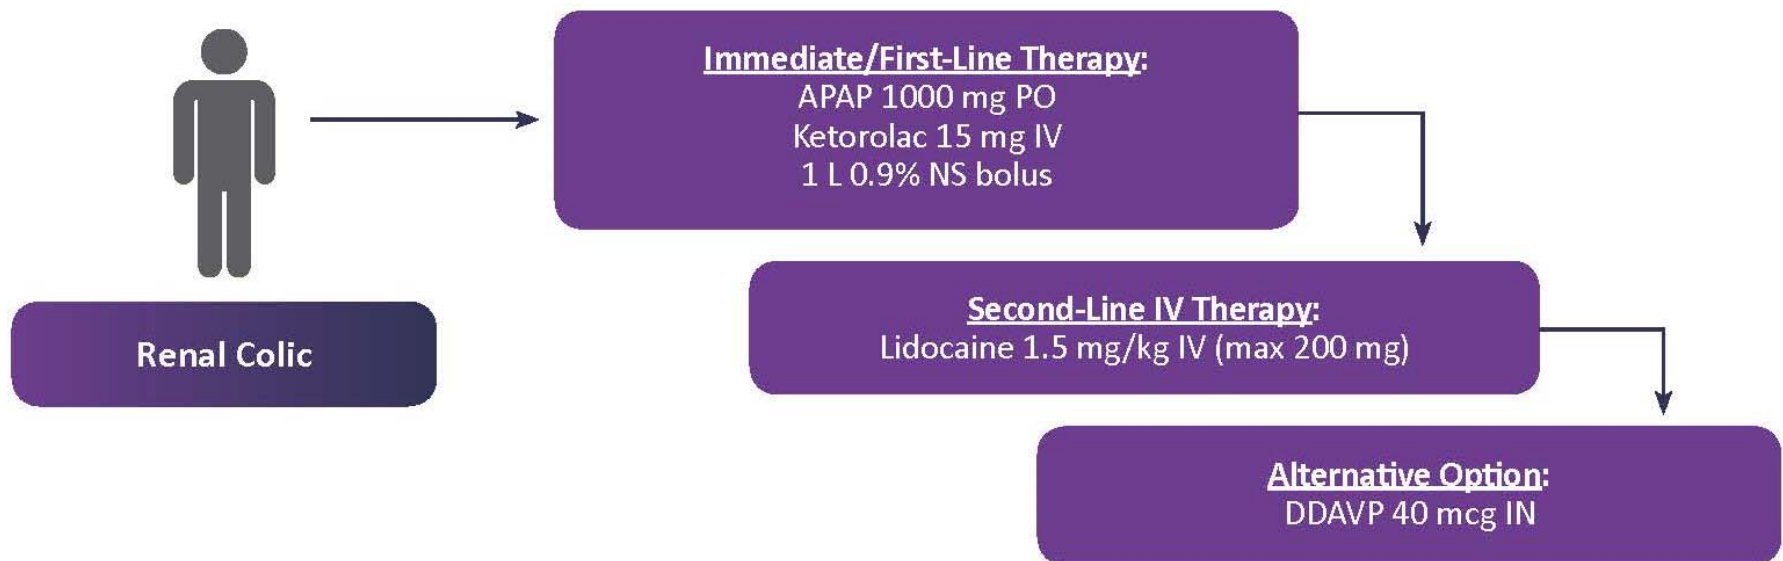 Immediate/First-Line Therapy:
APAP 1000 mg PO
Ketorolac 15 mg IV
1 L 0.9% NS bolus
Renal Colic
Second-Line IV Therapy:
Lidocaine 1.5 mg/kg IV (max 200 mg)
Alternative Option:
DDAVP 40 mcg IN